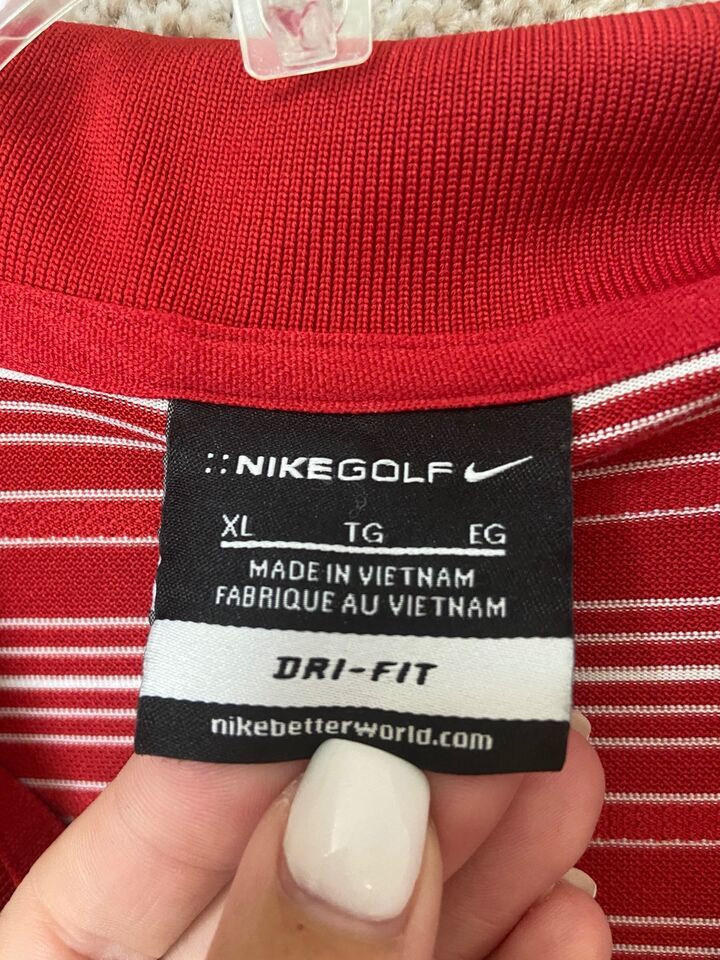 NIKEGOLF
XL TG EG
MADE IN VIETNAM
FABRIQUE AU VIETNAM
DRI-FIT
nikebetterworld.com